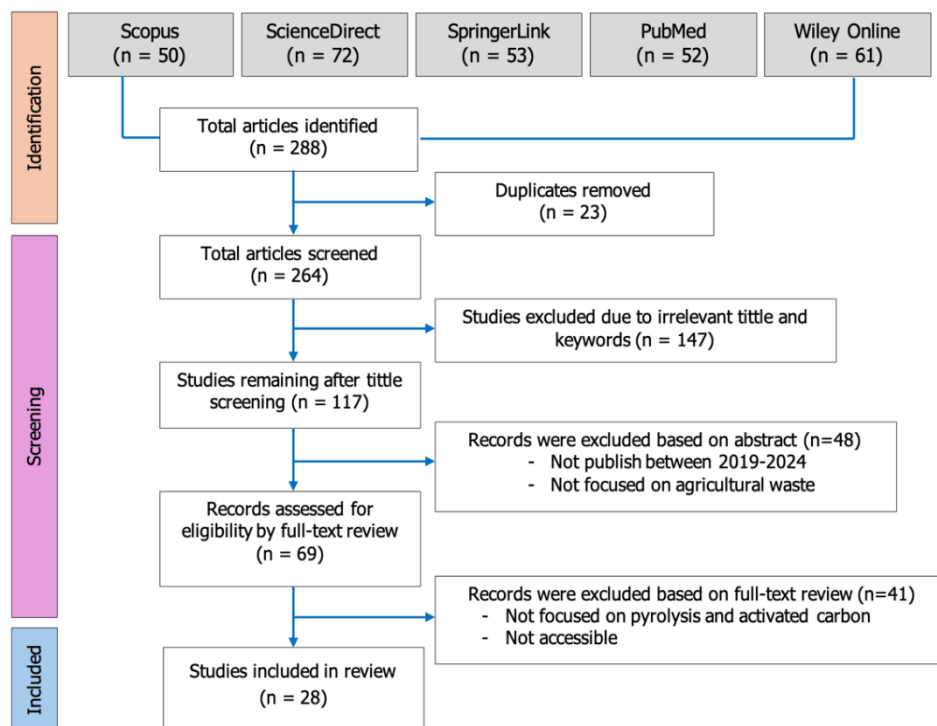 Scopus
(n = 50)
ScienceDirect
(n = 72)
SpringerLink
(n = 53)
PubMed
(n = 52)
Wiley Online
(n = 61)
Identification
Total articles identified
(n = 288)
Duplicates removed
(n = 23)
Screening
Total articles screened
(n = 264)
Studies excluded due to irrelevant tittle and
keywords (n = 147)
Studies remaining after tittle
screening (n = 117)
Records were excluded based on abstract (n=48)
- Not publish between 2019-2024
- Not focused on agricultural waste
Records assessed for
eligibility by full-text review
(n = 69)
Records were excluded based on full-text review (n=41)
- Not focused on pyrolysis and activated carbon
- Not accessible
Included
Studies included in review
(n = 28)